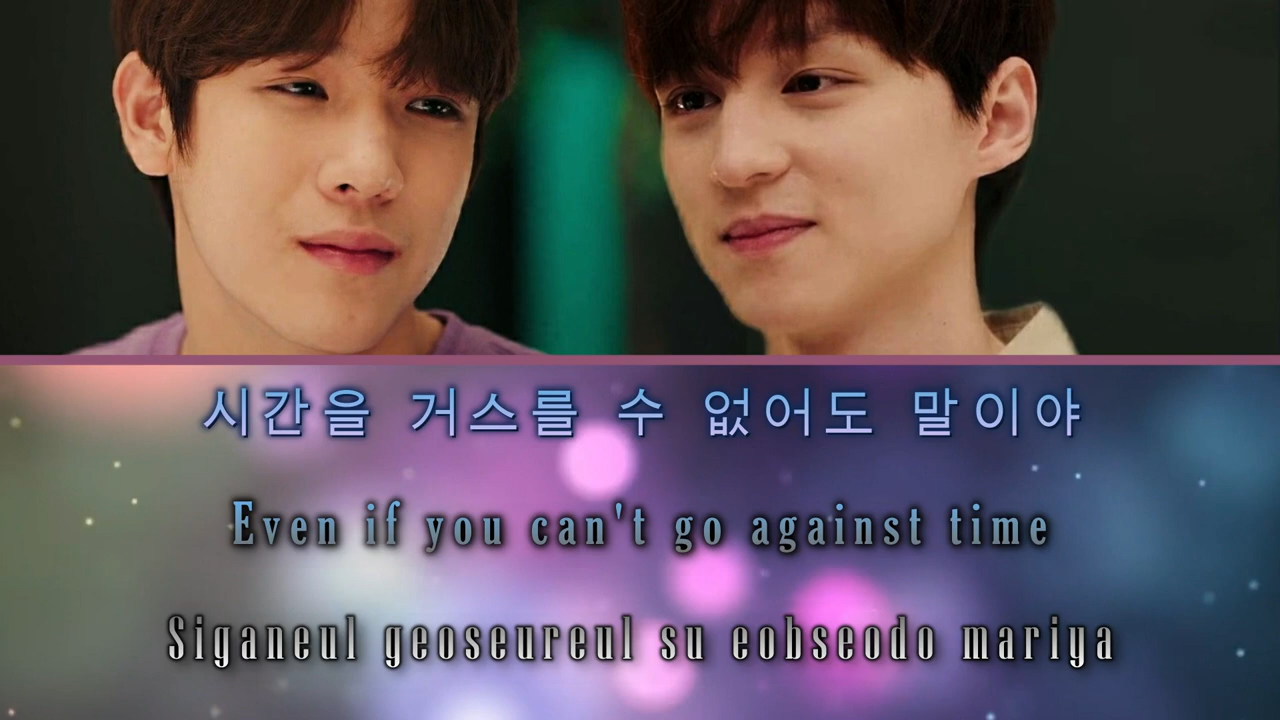 시간을 거스를 수 없어도 말이야
Even if you can't go against time
Siganeul geoseureul su eobseodo mariya